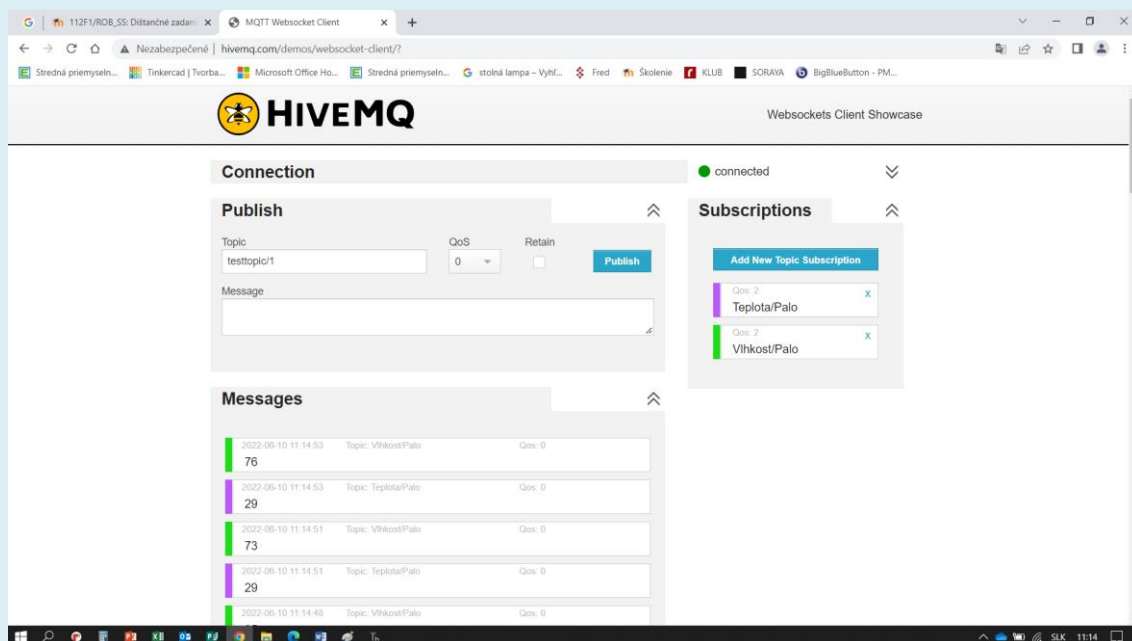 112F1/ROB_SS: Dištančné zadani
MQTT Websocket Client
Nezabezpečené | hivemq.com/demos/websocket-client/?
Stredná priemyseln... Tinkercad | Tvorba... Microsoft Office Ho... Stredná priemyseln... stolná lampa – Vyhľ... Fred Školenie KLUB SORAYA BigBlueButton - PM...
HIVEMQ
Websockets Client Showcase
Connection
connected
Publish
Subscriptions
Topic QoS Retain
testtopic/1 0 Publish
Message
Add New Topic Subscription
Qos: 2 x
Teplota/Palo
Qos: 2 x
Vlhkost/Palo
Messages
2022-06-10 11:14:53 Topic: Vlhkost/Palo Qos: 0
76
2022-06-10 11:14:53 Topic: Teplota/Palo Qos: 0
29
2022-06-10 11:14:51 Topic: Vlhkost/Palo Qos: 0
73
2022-06-10 11:14:51 Topic: Teplota/Palo Qos: 0
29
2022-06-10 11:14:48 Topic: Vlhkost/Palo Qos: 0
SLK 11:14